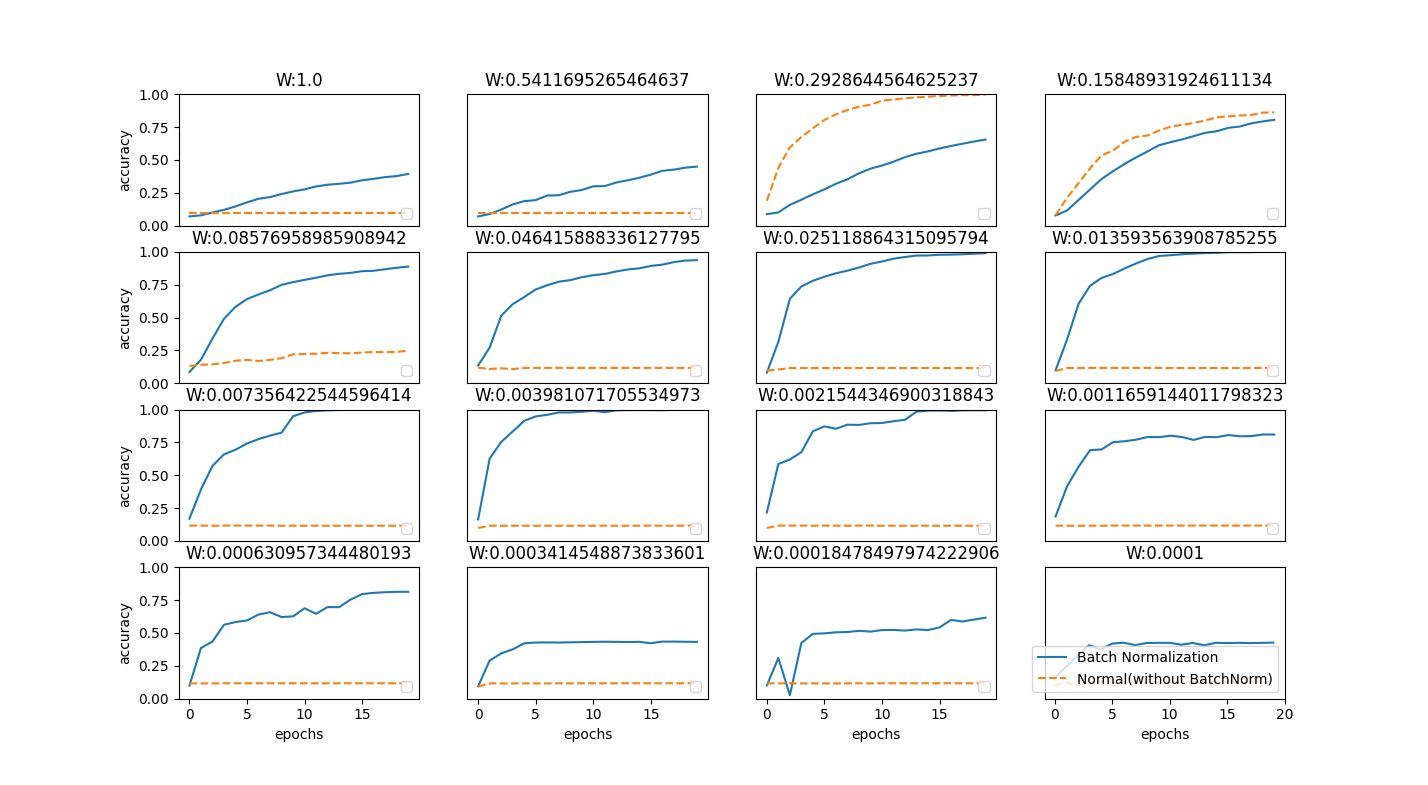 W:1.0
W:0.5411695265464637
W:0.2928644564625237
W:0.15848931924611134
1.00
0.75
0.50
0.25
0.00
accuracy
W:0.08576958985908942
W:0.046415888336127795
W:0.025118864315095794
W:0.013593563908785255
1.00
0.75
0.50
0.25
0.00
accuracy
W:0.007356422544596414
W:0.003981071705534973
W:0.0021544346900318843
W:0.0011659144011798323
1.00
0.75
0.50
0.25
0.00
accuracy
W:0.000630957344480193
W:0.0003414548873833601
W:0.00018478497974222906
W:0.0001
1.00
0.75
0.50
0.25
0.00
accuracy
Batch Normalization
Normal(without BatchNorm)
0 5 10 15
0 5 10 15
0 5 10 15
0 5 10 15 20
epochs
epochs
epochs
epochs